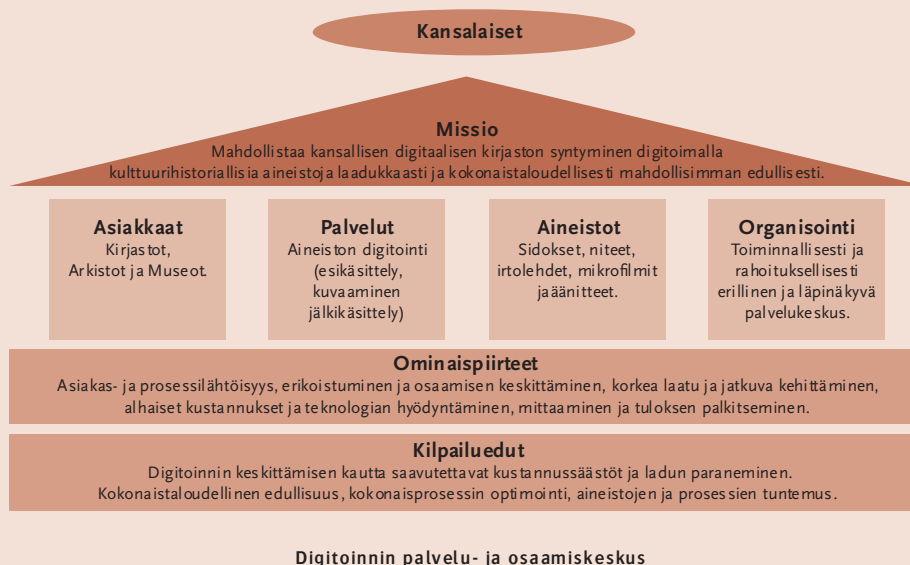 Kansalaiset
Missio
Mahdollistaa kansallisen digitaalisen kirjaston syntyminen digitoimalla
kulttuurihistoriallisia aineistoja laadukkaasti ja kokonaistaloudellisesti mahdollisimman edullisesti.
Asiakkaat
Kirjastot,
Arkistot ja Museot.
Palvelut
Aineiston digitointi
(esikäsittely,
kuvaaminen
jälkikäsittely)
Aineistot
Sidokset, niteet,
irtolehdet, mikrofilmit
jaäänitteet.
Organisointi
Toiminnallisesti ja
rahoituksellisesti
erillinen ja läpinäkyvä
palvelukeskus.
Ominaispiirteet
Asiakas- ja prosessilähtöisyys, erikoistuminen ja osaamisen keskittäminen, korkea laatu ja jatkuva kehittäminen,
alhaiset kustannukset ja teknologian hyödyntäminen, mittaaminen ja tuloksen palkitseminen.
Kilpailuedut
Digitoinnin keskittämisen kautta saavutettavat kustannussäästöt ja ladun paraneminen.
Kokonaistaloudellinen edullisuus, kokonaisprosessin optimointi, aineistojen ja prosessien tuntemus.
Digitoinnin palvelu- ja osaamiskeskus